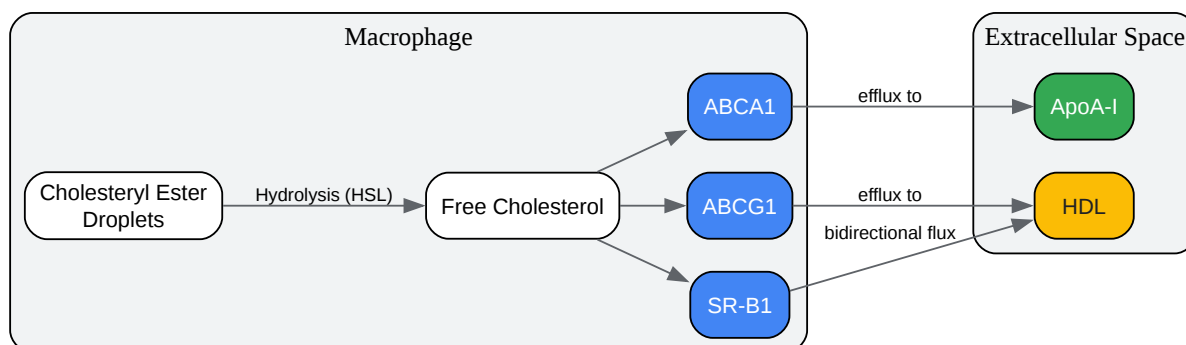 Macrophage
Extracellular Space
ABCA1
efflux to
ApoA-I
Cholesteryl Ester
Droplets
Hydrolysis (HSL)
Free Cholesterol
ABCG1
efflux to
HDL
bidirectional flux
SR-B1